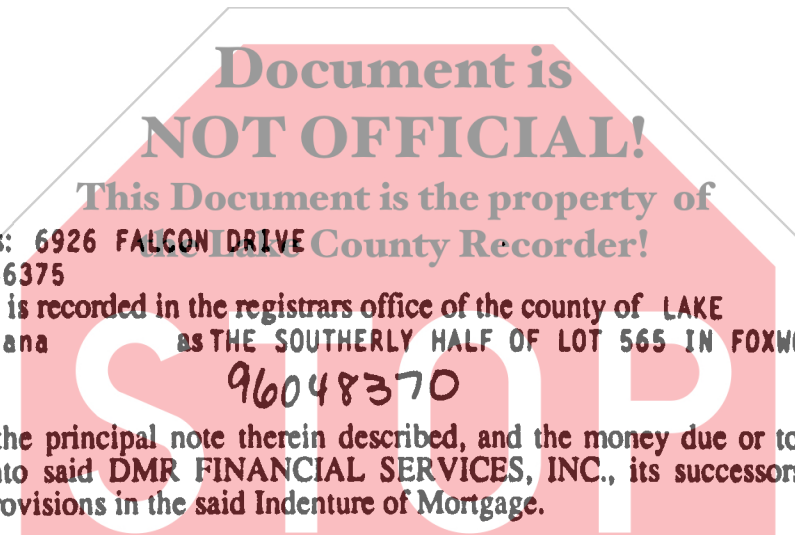 Document is
NOT OFFICIAL!
This Document is the property of
the Lake County Recorder!
s: 6926 FALCON DRIVE
6375
is recorded in the registrars office of the county of LAKE
ana as THE SOUTHERLY HALF OF LOT 565 IN FOXW
96048370
the principal note therein described, and the money due or to
nto said DMR FINANCIAL SERVICES, INC., its successors
rovisions in the said Indenture of Mortgage.
STOP